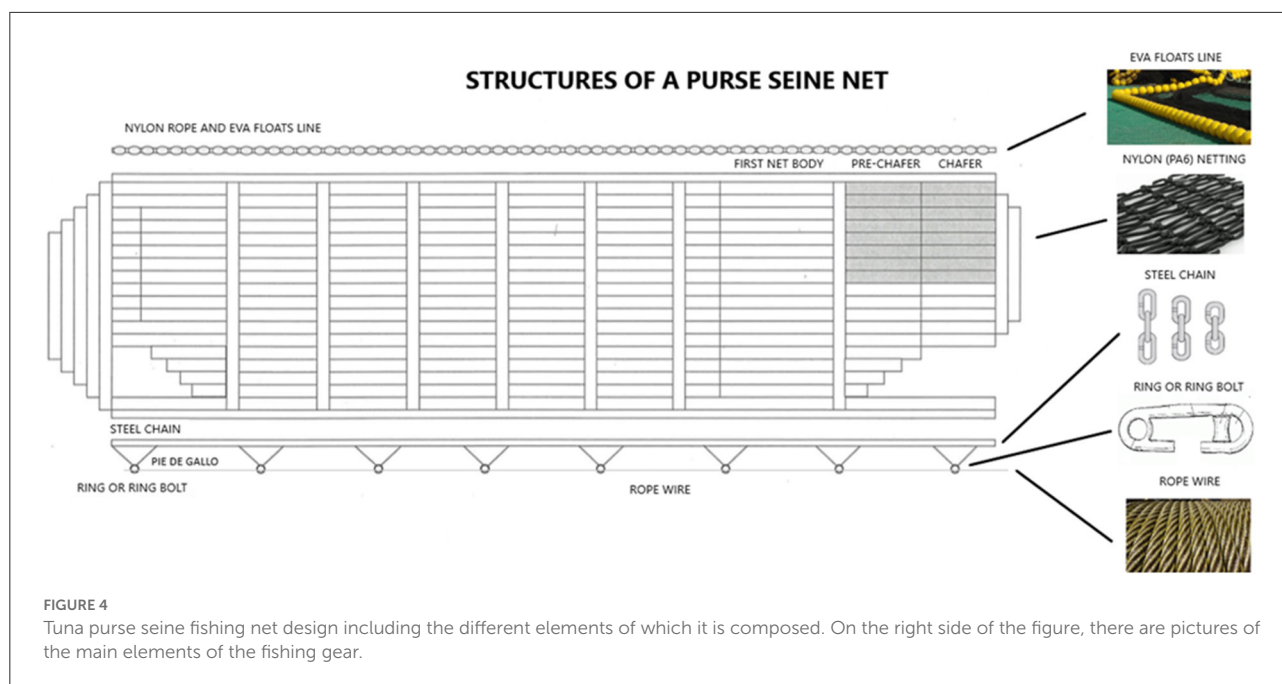 STRUCTURES OF A PURSE SEINE NET
EVA FLOATS LINE
NYLON ROPE AND EVA FLOATS LINE
FIRST NET BODY
PRE-CHAFER
CHAFER
NYLON (PA6) NETTING
STEEL CHAIN
RING OR RING BOLT
STEEL CHAIN
PIE DE GALLO
RING OR RING BOLT
ROPE WIRE
ROPE WIRE
FIGURE 4
Tuna purse seine fishing net design including the different elements of which it is composed. On the right side of the figure, there are pictures of
the main elements of the fishing gear.